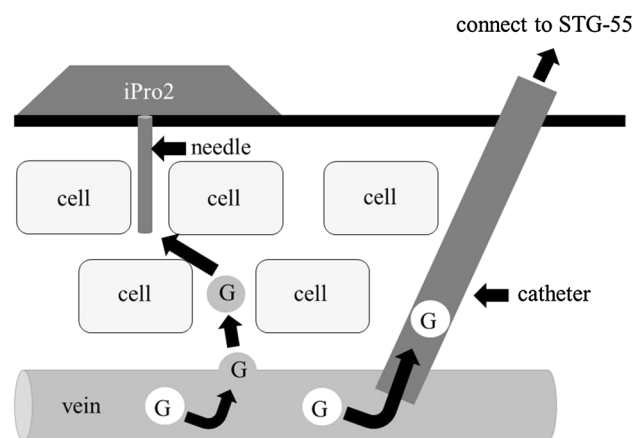 connect to STG-55
iPro2
needle
cell
cell
cell
cell
cell
G
catheter
G
G
vein
G
G